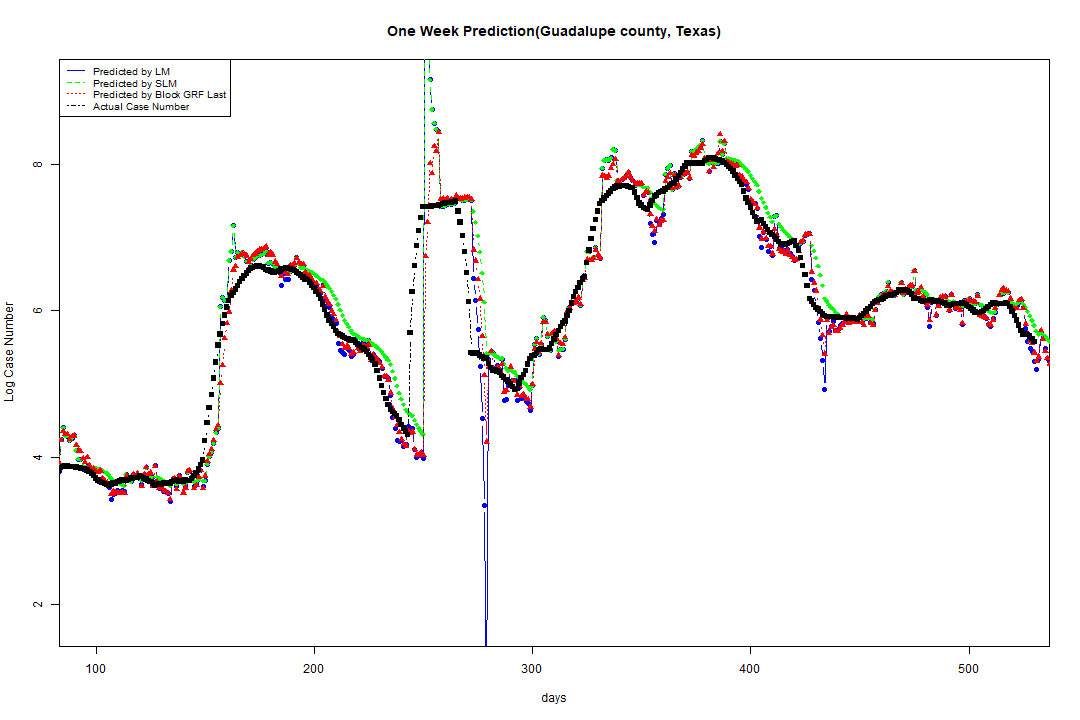 One Week Prediction(Guadalupe county, Texas)
Predicted by LM
Predicted by SLM
Predicted by Block GRF Last
Actual Case Number
8
6
4
2
Log Case Number
100 200 300 400 500
days